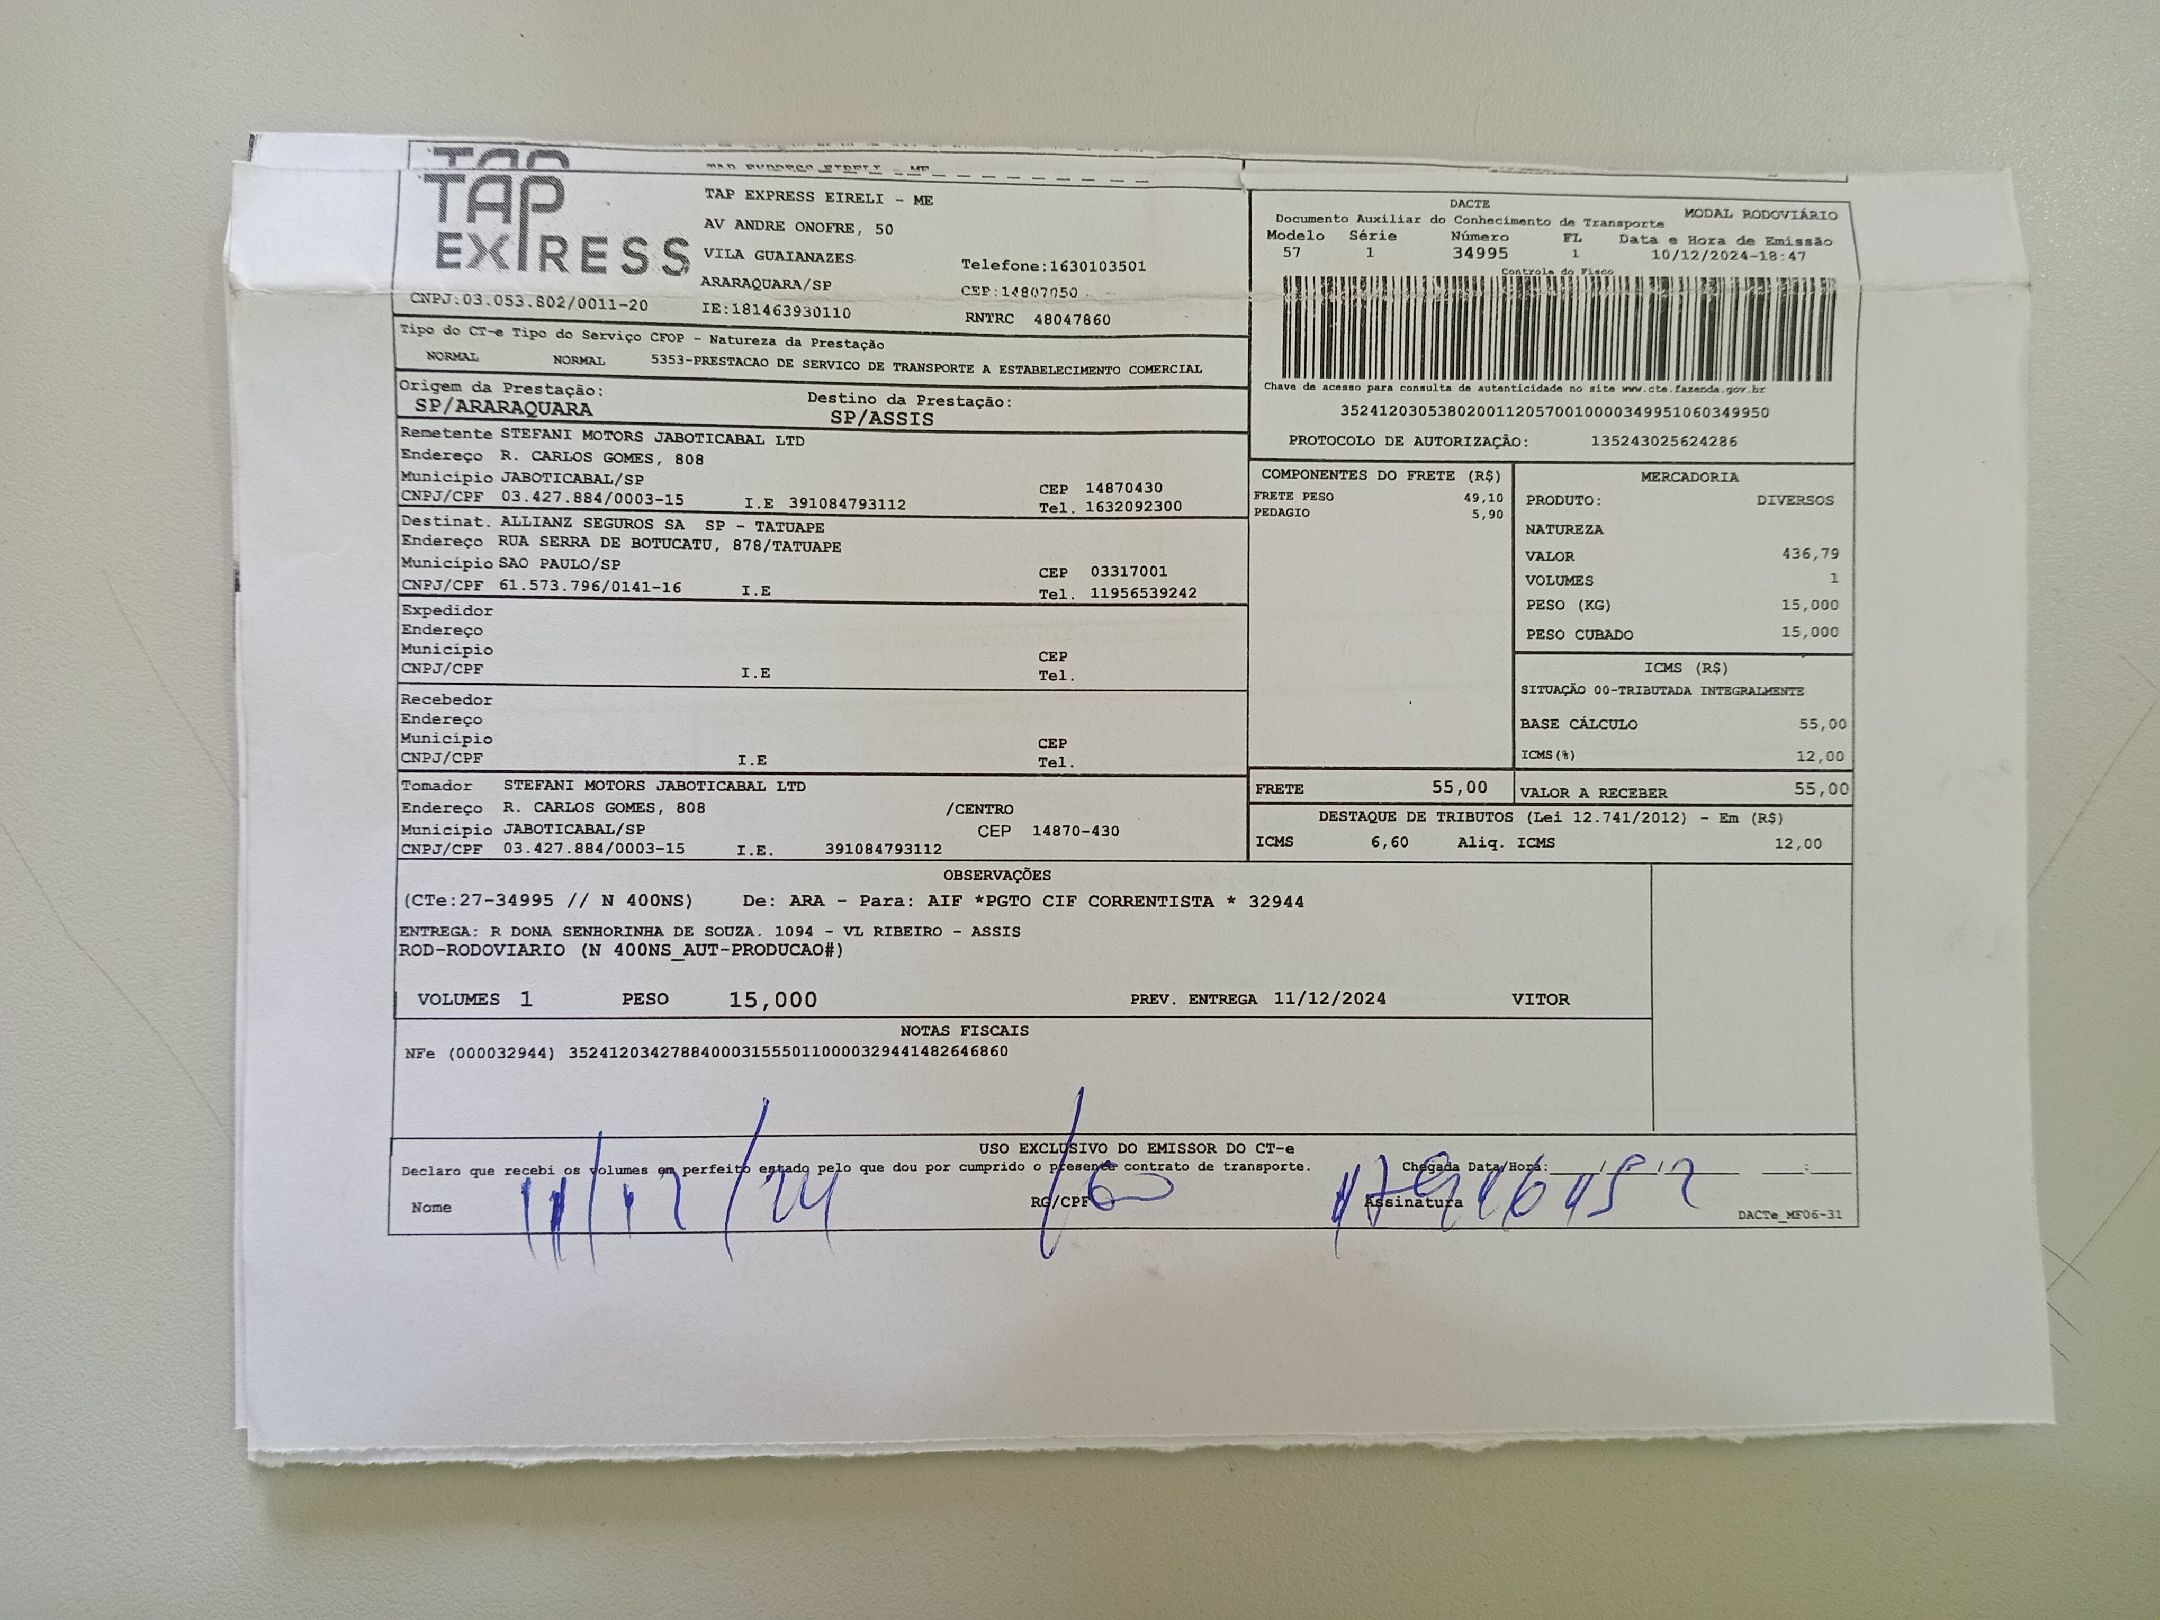 TAP
EXPRESS
TAP EXPRESS EIRELI - ME
TAP EXPRESS EIRELI - ME
AV ANDRE ONOFRE, 50
VILA GUAIANAZES
Telefone:1630103501
ARARAQUARA/SP
CEP:14807050
CNPJ:03.053.802/0011-20
IE:181463930110
RNTRC 48047860
DACTE
Documento Auxiliar do Conhecimento de Transporte
MODAL RODOVIÁRIO
Modelo Série Número FL Data e Hora de Emissão
57 1 34995 1 10/12/2024-18:47
Controle do Fisco
Chave de acesso para consulta de autenticidade no site www.cte.fazenda.gov.br
35241203053802001120570010000349951060349950
PROTOCOLO DE AUTORIZAÇÃO: 135243025624286
Tipo do CT-e Tipo do Serviço CFOP - Natureza da Prestação
NORMAL NORMAL 5353-PRESTACAO DE SERVICO DE TRANSPORTE A ESTABELECIMENTO COMERCIAL
Origem da Prestação: Destino da Prestação:
SP/ARARAQUARA SP/ASSIS
Remetente STEFANI MOTORS JABOTICABAL LTD
Endereço R. CARLOS GOMES, 808
Município JABOTICABAL/SP CEP 14870430
CNPJ/CPF 03.427.884/0003-15 I.E 391084793112 Tel. 1632092300
Destinat. ALLIANZ SEGUROS SA SP - TATUAPE
Endereço RUA SERRA DE BOTUCATU, 878/TATUAPE
Município SAO PAULO/SP CEP 03317001
CNPJ/CPF 61.573.796/0141-16 I.E Tel. 11956539242
Expedidor
Endereço
Município CEP
CNPJ/CPF I.E Tel.
Recebedor
Endereço
Município CEP
CNPJ/CPF I.E Tel.
Tomador STEFANI MOTORS JABOTICABAL LTD
Endereço R. CARLOS GOMES, 808 /CENTRO
Município JABOTICABAL/SP CEP 14870-430
CNPJ/CPF 03.427.884/0003-15 I.E. 391084793112
COMPONENTES DO FRETE (R$)
FRETE PESO 49,10
PEDAGIO 5,90
MERCADORIA
PRODUTO: DIVERSOS
NATUREZA
VALOR 436,79
VOLUMES 1
PESO (KG) 15,000
PESO CUBADO 15,000
ICMS (R$)
SITUAÇÃO 00-TRIBUTADA INTEGRALMENTE
BASE CÁLCULO 55,00
ICMS(%) 12,00
FRETE 55,00 VALOR A RECEBER 55,00
DESTAQUE DE TRIBUTOS (Lei 12.741/2012) - Em (R$)
ICMS 6,60 Aliq. ICMS 12,00
OBSERVAÇÕES
(CTe:27-34995 // N 400NS) De: ARA - Para: AIF *PGTO CIF CORRENTISTA * 32944
ENTREGA: R DONA SENHORINHA DE SOUZA. 1094 - VL RIBEIRO - ASSIS
ROD-RODOVIARIO (N 400NS_AUT-PRODUCAO#)
VOLUMES 1 PESO 15,000 PREV. ENTREGA 11/12/2024 VITOR
NOTAS FISCAIS
NFe (000032944) 35241203427884000315550110000329441482646860
USO EXCLUSIVO DO EMISSOR DO CT-e
Declaro que recebi os volumes em perfeito estado pelo que dou por cumprido o presente contrato de transporte. Chegada Data/Hora:___/___/___ ___:___
Nome 11/12/24 RG/CPF Assinatura
DACTe_MF06-31